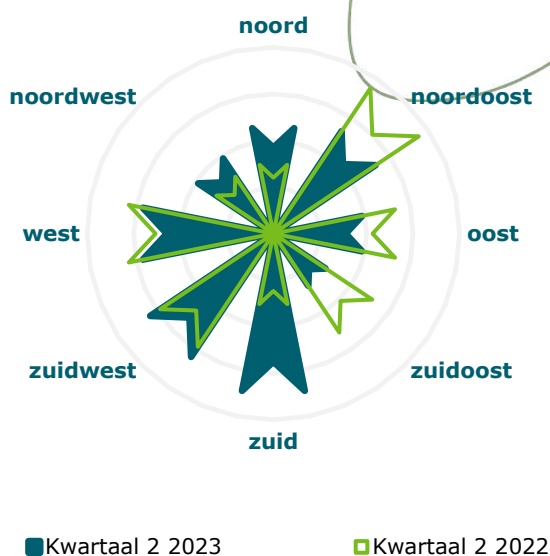 noord
noordwest
noordoost
west
oost
zuidwest
zuidoost
zuid
Kwartaal 2 2023
Kwartaal 2 2022